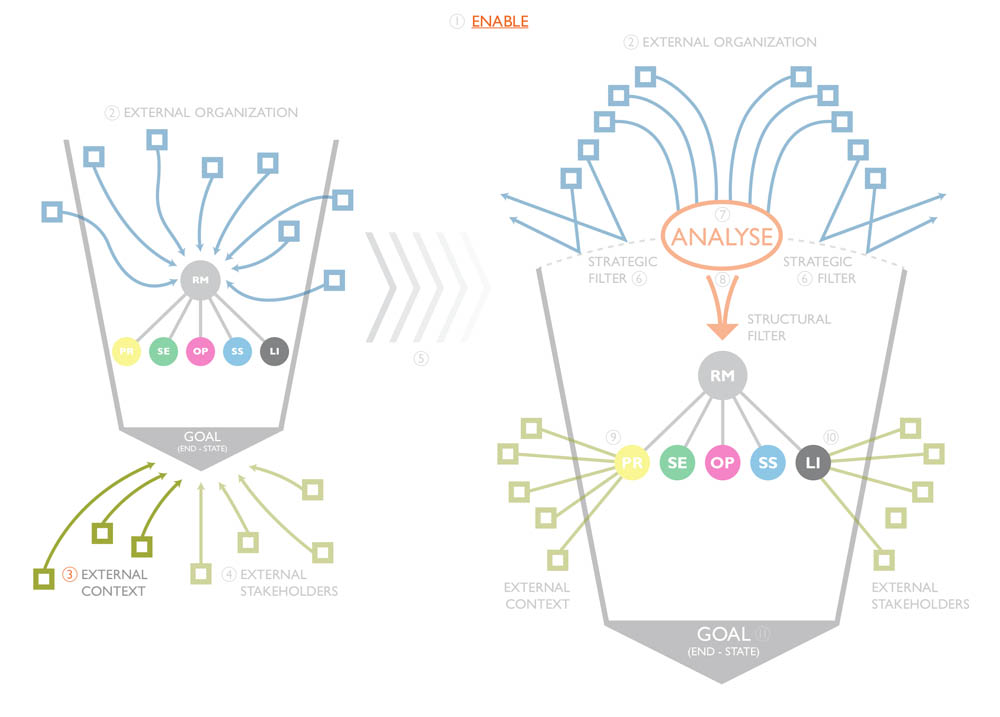 ① ENABLE
② EXTERNAL ORGANIZATION
RM
PR SE OP SS LI
GOAL
(END - STATE)
③ EXTERNAL
CONTEXT
④ EXTERNAL
STAKEHOLDERS
⑤
② EXTERNAL ORGANIZATION
⑦
ANALYSE
STRATEGIC
FILTER ⑥
STRATEGIC
⑥ FILTER
⑧
STRUCTURAL
FILTER
RM
⑨
⑩
PR SE OP SS LI
EXTERNAL
CONTEXT
EXTERNAL
STAKEHOLDERS
GOAL ⑪
(END - STATE)